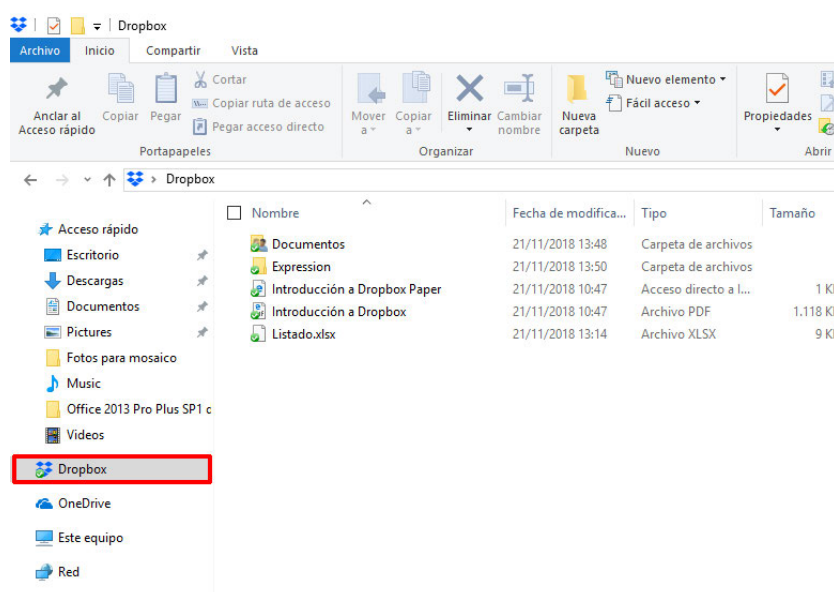 Dropbox
Archivo Inicio Compartir Vista
Anclar al Acceso rápido
Copiar
Pegar
Cortar
Copiar ruta de acceso
Pegar acceso directo
Portapapeles
Mover a
Copiar a
Eliminar
Cambiar nombre
Organizar
Nueva carpeta
Nuevo elemento
Fácil acceso
Nuevo
Propiedades
Abrir
Dropbox
Acceso rápido
Escritorio
Descargas
Documentos
Pictures
Fotos para mosaico
Music
Office 2013 Pro Plus SP1
Videos
Dropbox
OneDrive
Este equipo
Red
Nombre Fecha de modifica... Tipo Tamaño
Documentos 21/11/2018 13:48 Carpeta de archivos
Expression 21/11/2018 13:50 Carpeta de archivos
Introducción a Dropbox Paper 21/11/2018 10:47 Acceso directo a I... 1
Introducción a Dropbox 21/11/2018 10:47 Archivo PDF 1.118
Listado.xlsx 21/11/2018 13:14 Archivo XLSX 9